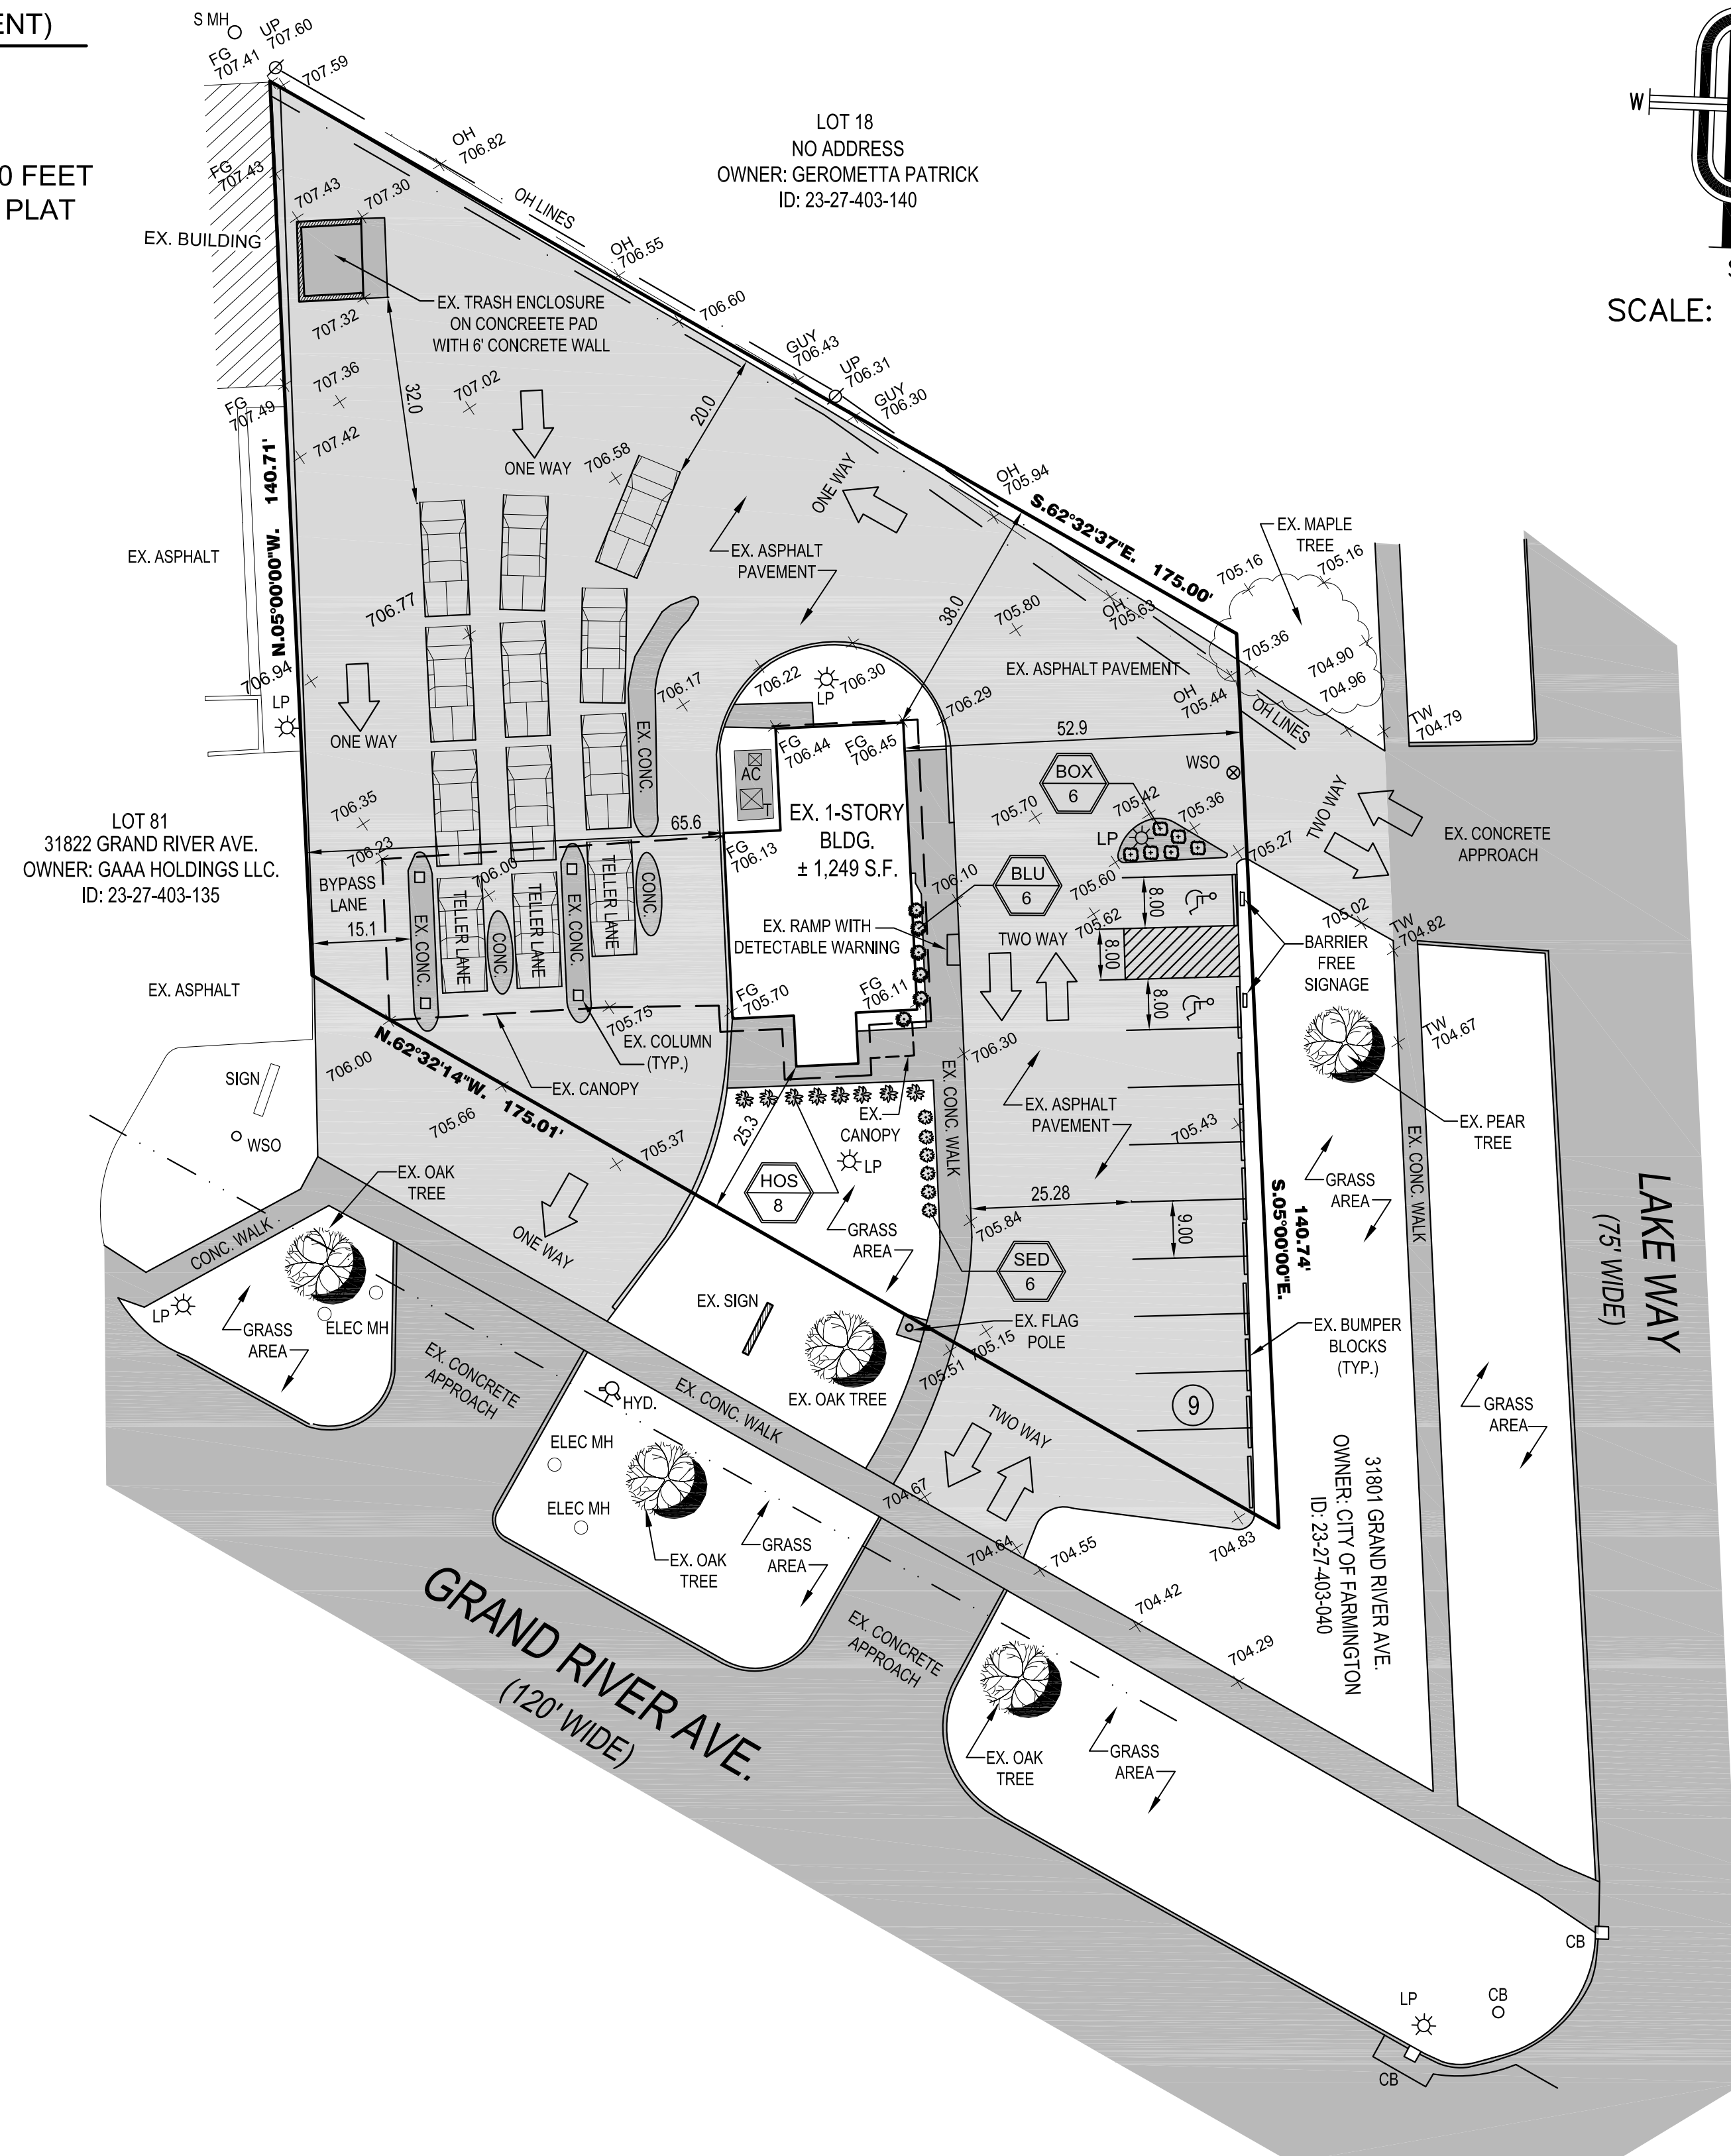 ENT)
S MH
UP
707.60
FG
707.41
707.59
W
S
SCALE:
0 FEET
PLAT
OH
706.82
LOT 18
NO ADDRESS
OWNER: GEROMETTA PATRICK
ID: 23-27-403-140
FG
707.43
707.43
707.30
OH LINES
EX. BUILDING
OH
706.55
EX. TRASH ENCLOSURE
ON CONCREETE PAD
WITH 6' CONCRETE WALL
706.60
707.32
GUY
706.43
UP
706.31
GUY
706.30
707.36
707.02
32.0
20.0
FG
707.49
707.42
N.05°00'00"W. 140.71'
ONE WAY
706.58
ONE WAY
OH
705.94
S.62°32'37"E. 175.00'
EX. MAPLE
TREE
705.16
705.16
EX. ASPHALT
EX. ASPHALT
PAVEMENT
706.77
38.0
705.80
OH
705.63
705.36
704.90
704.96
706.94
LP
ONE WAY
EX. CONC.
706.17
706.22
706.30
LP
706.29
EX. ASPHALT PAVEMENT
OH
705.44
OH LINES
TW
704.79
52.9
FG
706.44
FG
706.45
WSO
AC
T
BOX
6
705.42
705.36
705.70
LP
TWO WAY
EX. CONCRETE
APPROACH
706.35
65.6
EX. 1-STORY
BLDG.
± 1,249 S.F.
LOT 81
31822 GRAND RIVER AVE.
OWNER: GAAA HOLDINGS LLC.
ID: 23-27-403-135
706.23
706.00
FG
706.13
705.27
BYPASS
LANE
15.1
EX. CONC.
TELLER LANE
CONC.
TELLER LANE
EX. CONC.
TELLER LANE
CONC.
706.10
BLU
6
705.60
705.62
8.00
8.00
8.00
705.02
TW
704.82
EX. RAMP WITH
DETECTABLE WARNING
TWO WAY
BARRIER
FREE
SIGNAGE
EX. ASPHALT
FG
705.70
FG
706.11
705.75
EX. COLUMN
(TYP.)
TW
704.67
N.62°32'14"W. 175.01'
706.00
706.30
SIGN
EX. CANOPY
705.66
WSO
25.3
EX.
CANOPY
EX. CONC. WALK
EX. ASPHALT
PAVEMENT
705.43
EX. PEAR
TREE
705.37
LP
HOS
8
EX. OAK
TREE
GRASS
AREA
25.28
9.00
GRASS
AREA
EX. CONC. WALK
LAKE WAY
(75' WIDE)
CONC. WALK
ONE WAY
705.84
S.05°00'00"E.
140.74'
SED
6
LP
GRASS
AREA
ELEC MH
EX. SIGN
EX. FLAG
POLE
EX. BUMPER
BLOCKS
(TYP.)
705.51
705.15
EX. CONCRETE
APPROACH
HYD.
EX. CONC. WALK
EX. OAK TREE
9
TWO WAY
GRASS
AREA
ELEC MH
ELEC MH
31801 GRAND RIVER AVE.
OWNER: CITY OF FARMINGTON
ID: 23-27-403-040
704.67
EX. OAK
TREE
GRASS
AREA
704.64
704.55
704.83
GRAND RIVER AVE.
(120' WIDE)
EX. CONCRETE
APPROACH
704.42
704.29
EX. OAK
TREE
GRASS
AREA
CB
LP
CB
CB